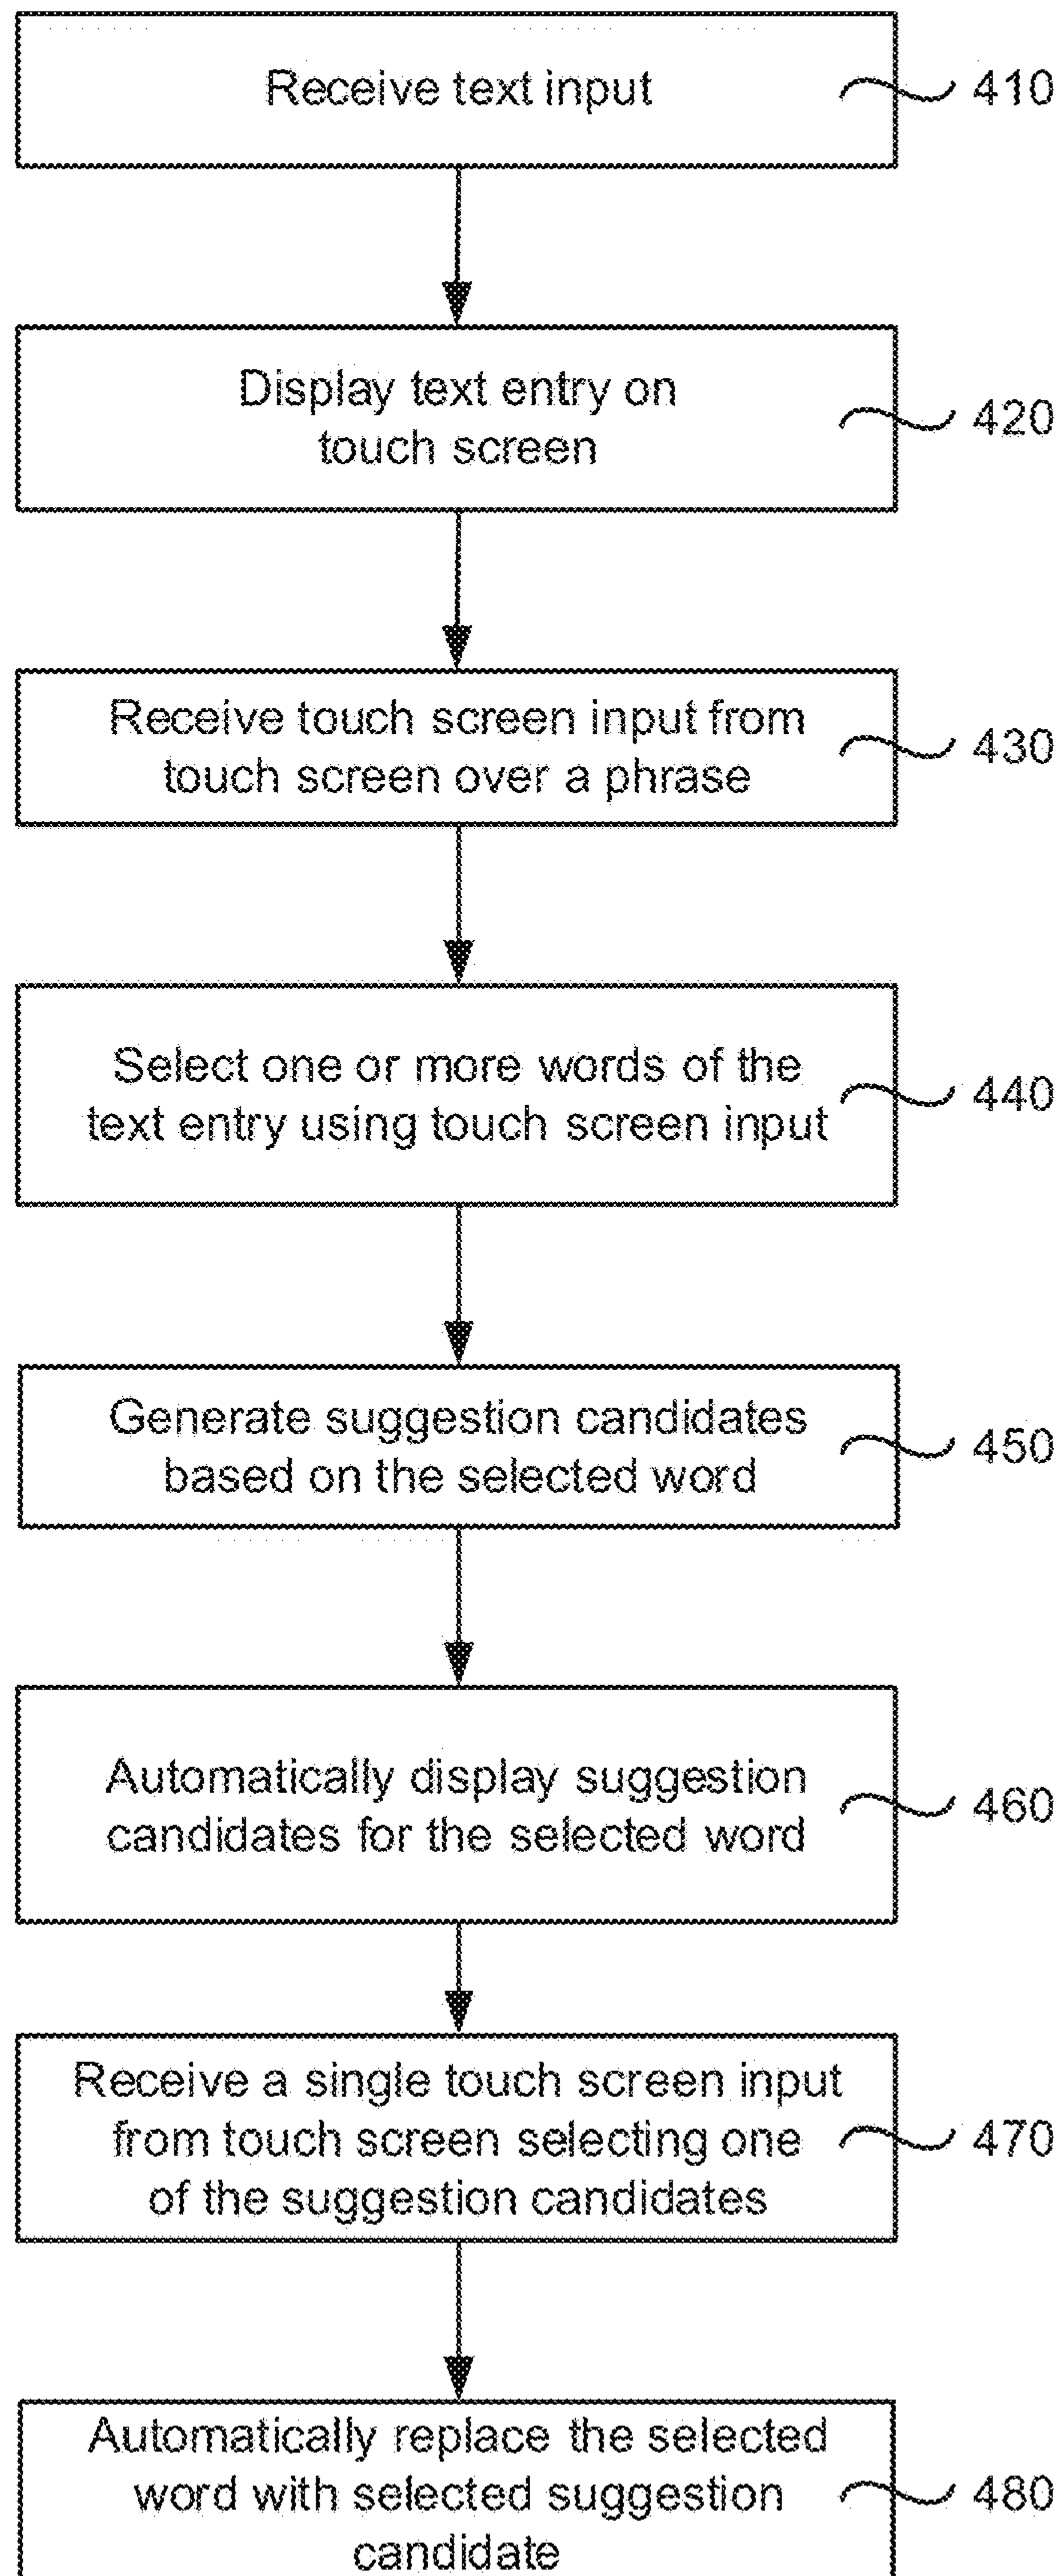 Receive text input
410
Display text entry on
touch screen
420
Receive touch screen input from
touch screen over a phrase
430
Select one or more words of the
text entry using touch screen input
440
Generate suggestion candidates
based on the selected word
450
Automatically display suggestion
candidates for the selected word
460
Receive a single touch screen input
from touch screen selecting one
of the suggestion candidates
470
Automatically replace the selected
word with selected suggestion
candidate
480